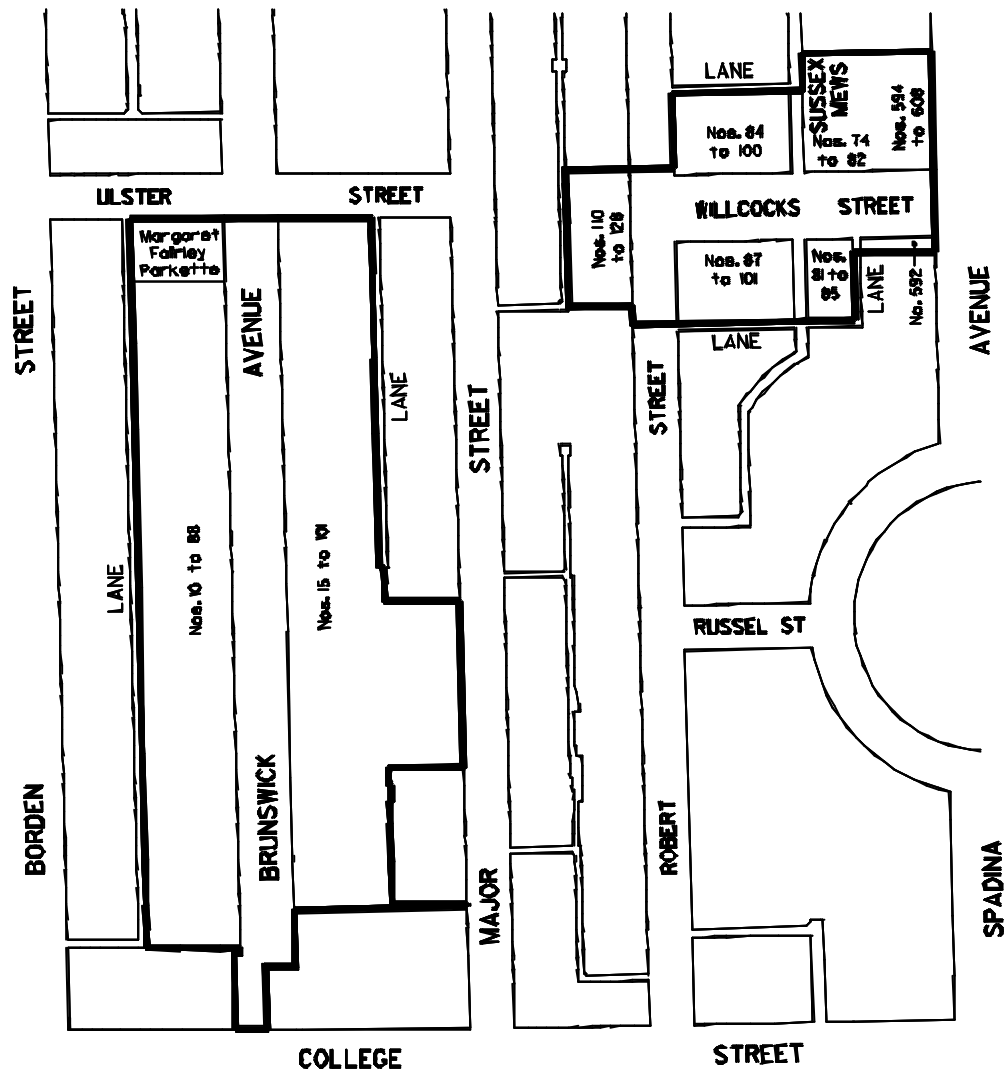 LANE
SUSSEX
MEWS
Nos. 594
to 608
Nos. 84
to 100
Nos. 74
to 82
ULSTER STREET
WILLCOCKS STREET
Nos. 110
to 128
Margaret
Fairley
Parkette
Nos. 87
to 101
Nos.
81 to
85
LANE
No. 592
STREET
AVENUE
AVENUE
LANE
STREET
LANE
STREET
LANE
Nos. 10 to 88
Nos. 15 to 101
RUSSEL ST
BORDEN
BRUNSWICK
MAJOR
ROBERT
SPADINA
COLLEGE STREET